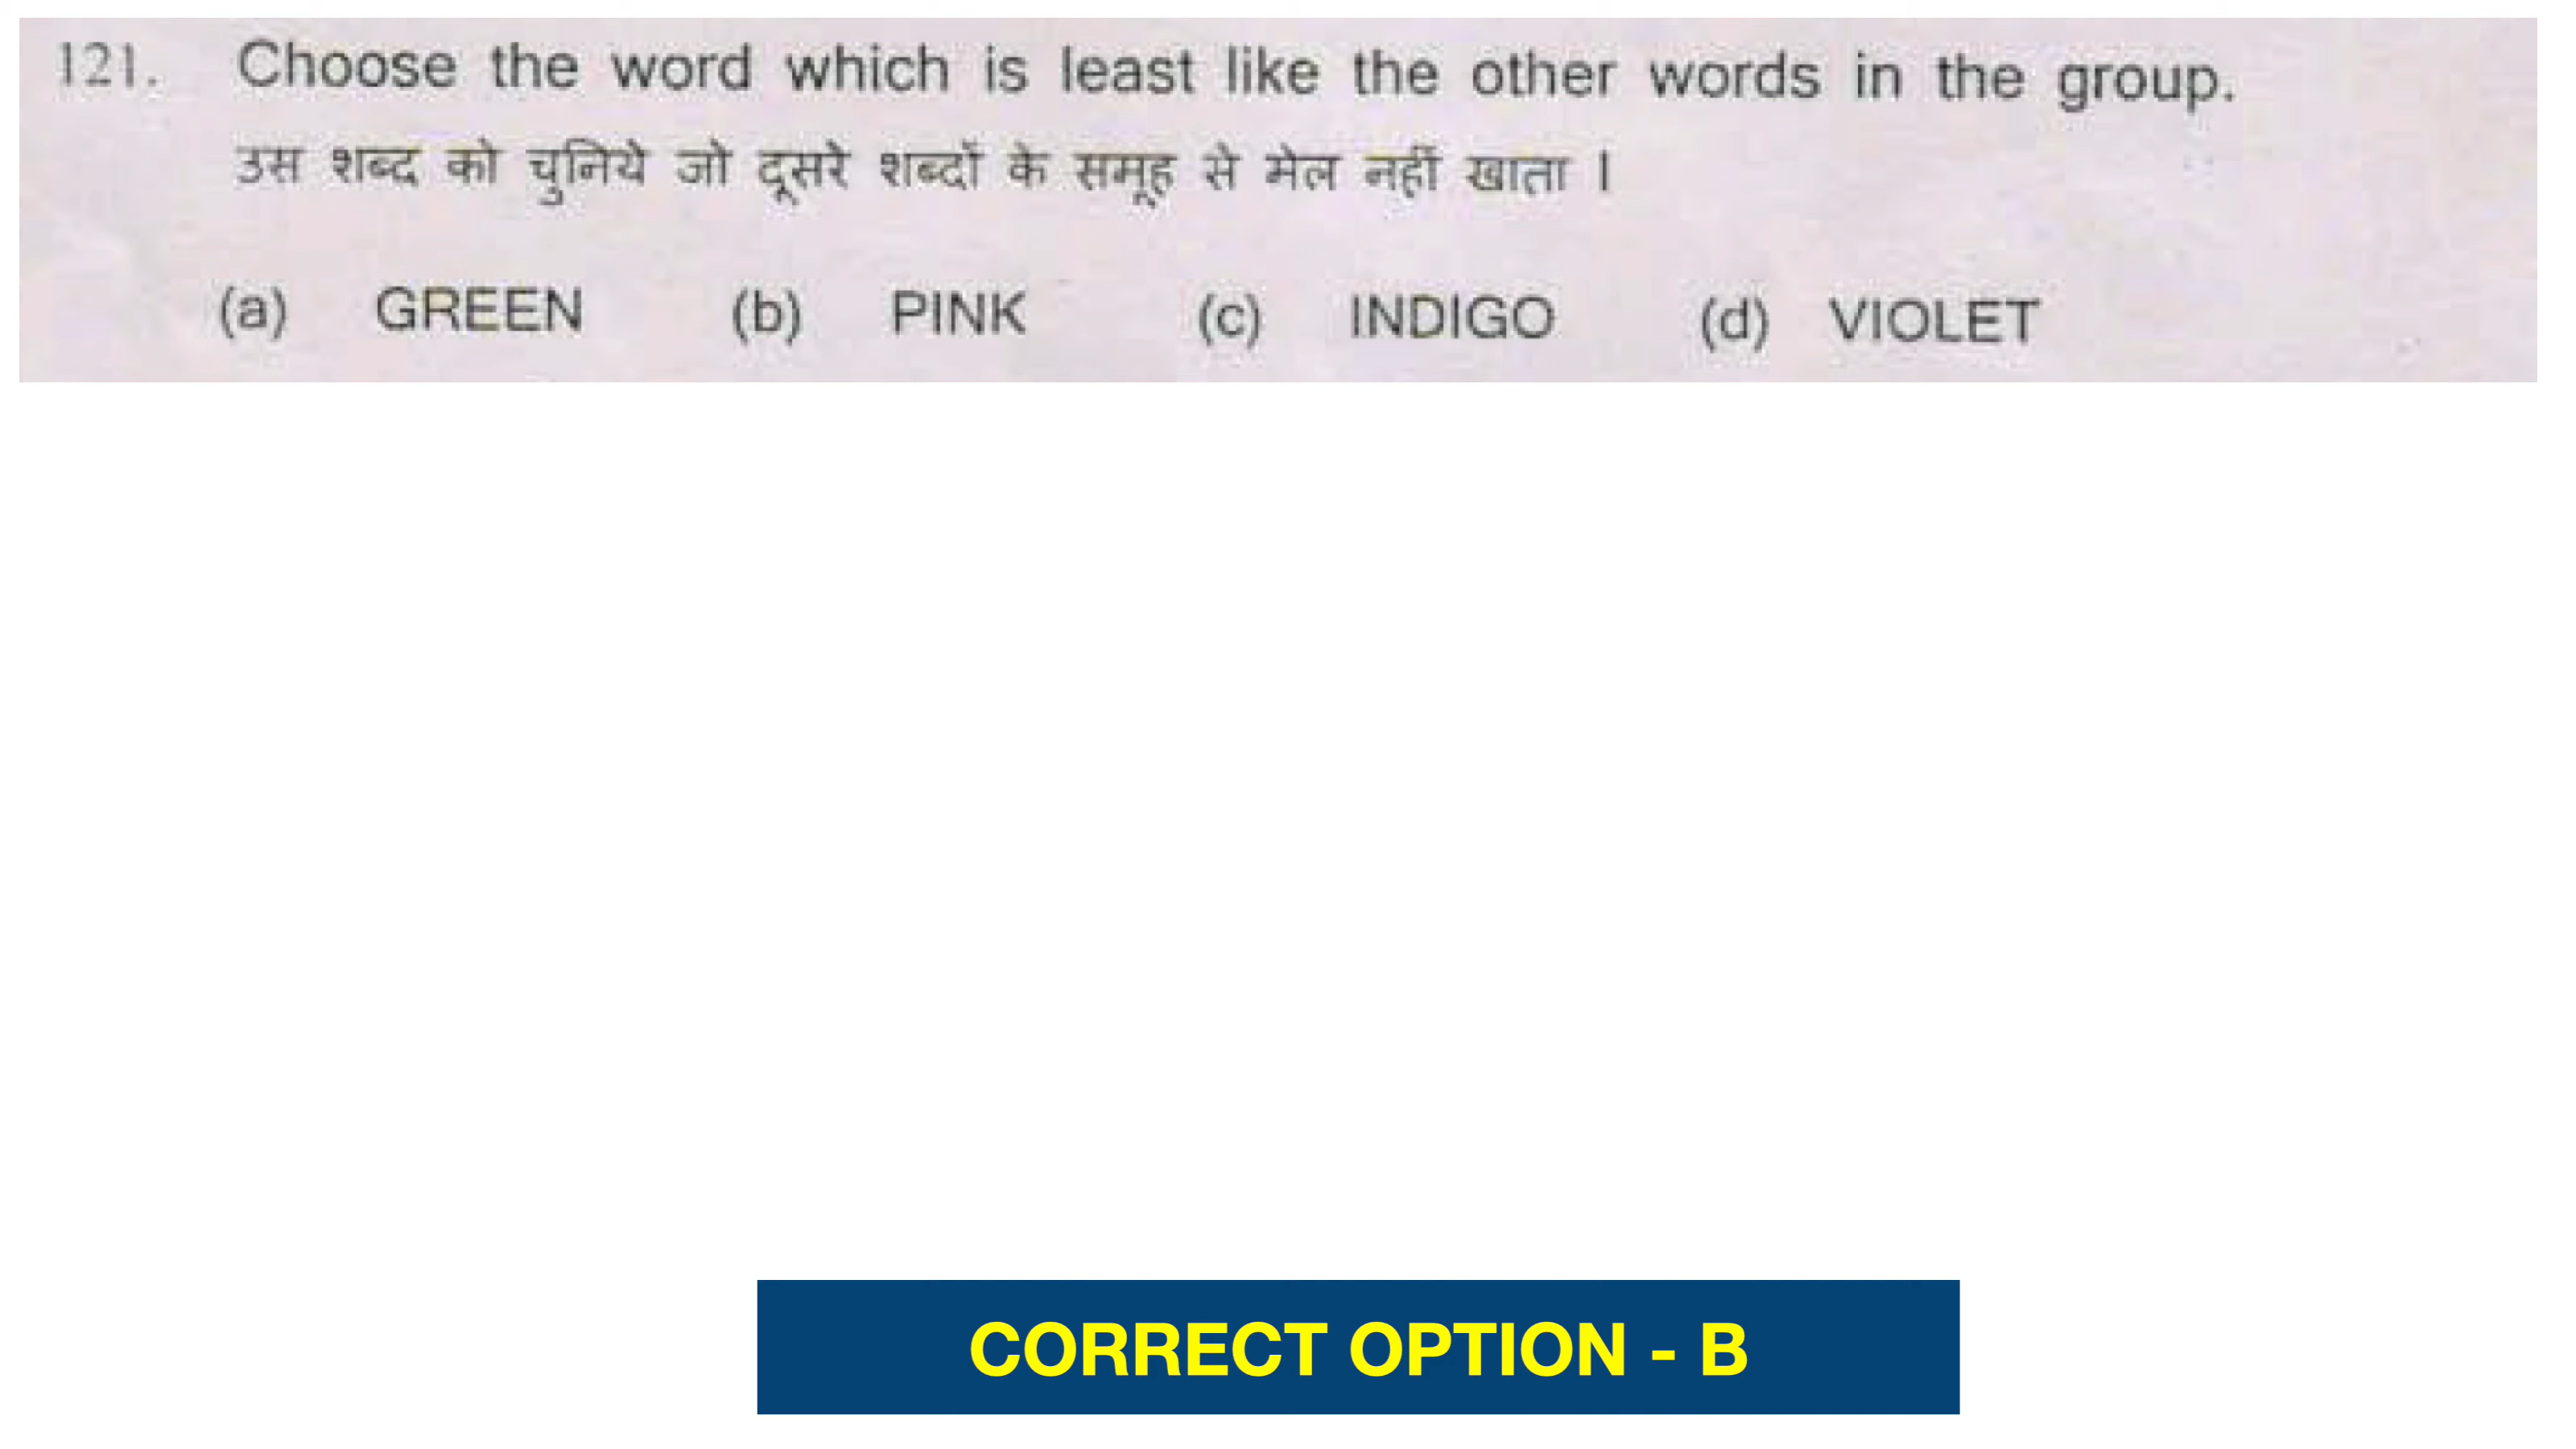 121. Choose the word which is least like the other words in the group.
उस शब्द को चुनिये जो दूसरे शब्दों के समूह से मेल नहीं खाता ।
(a) GREEN (b) PINK (c) INDIGO (d) VIOLET
CORRECT OPTION - B